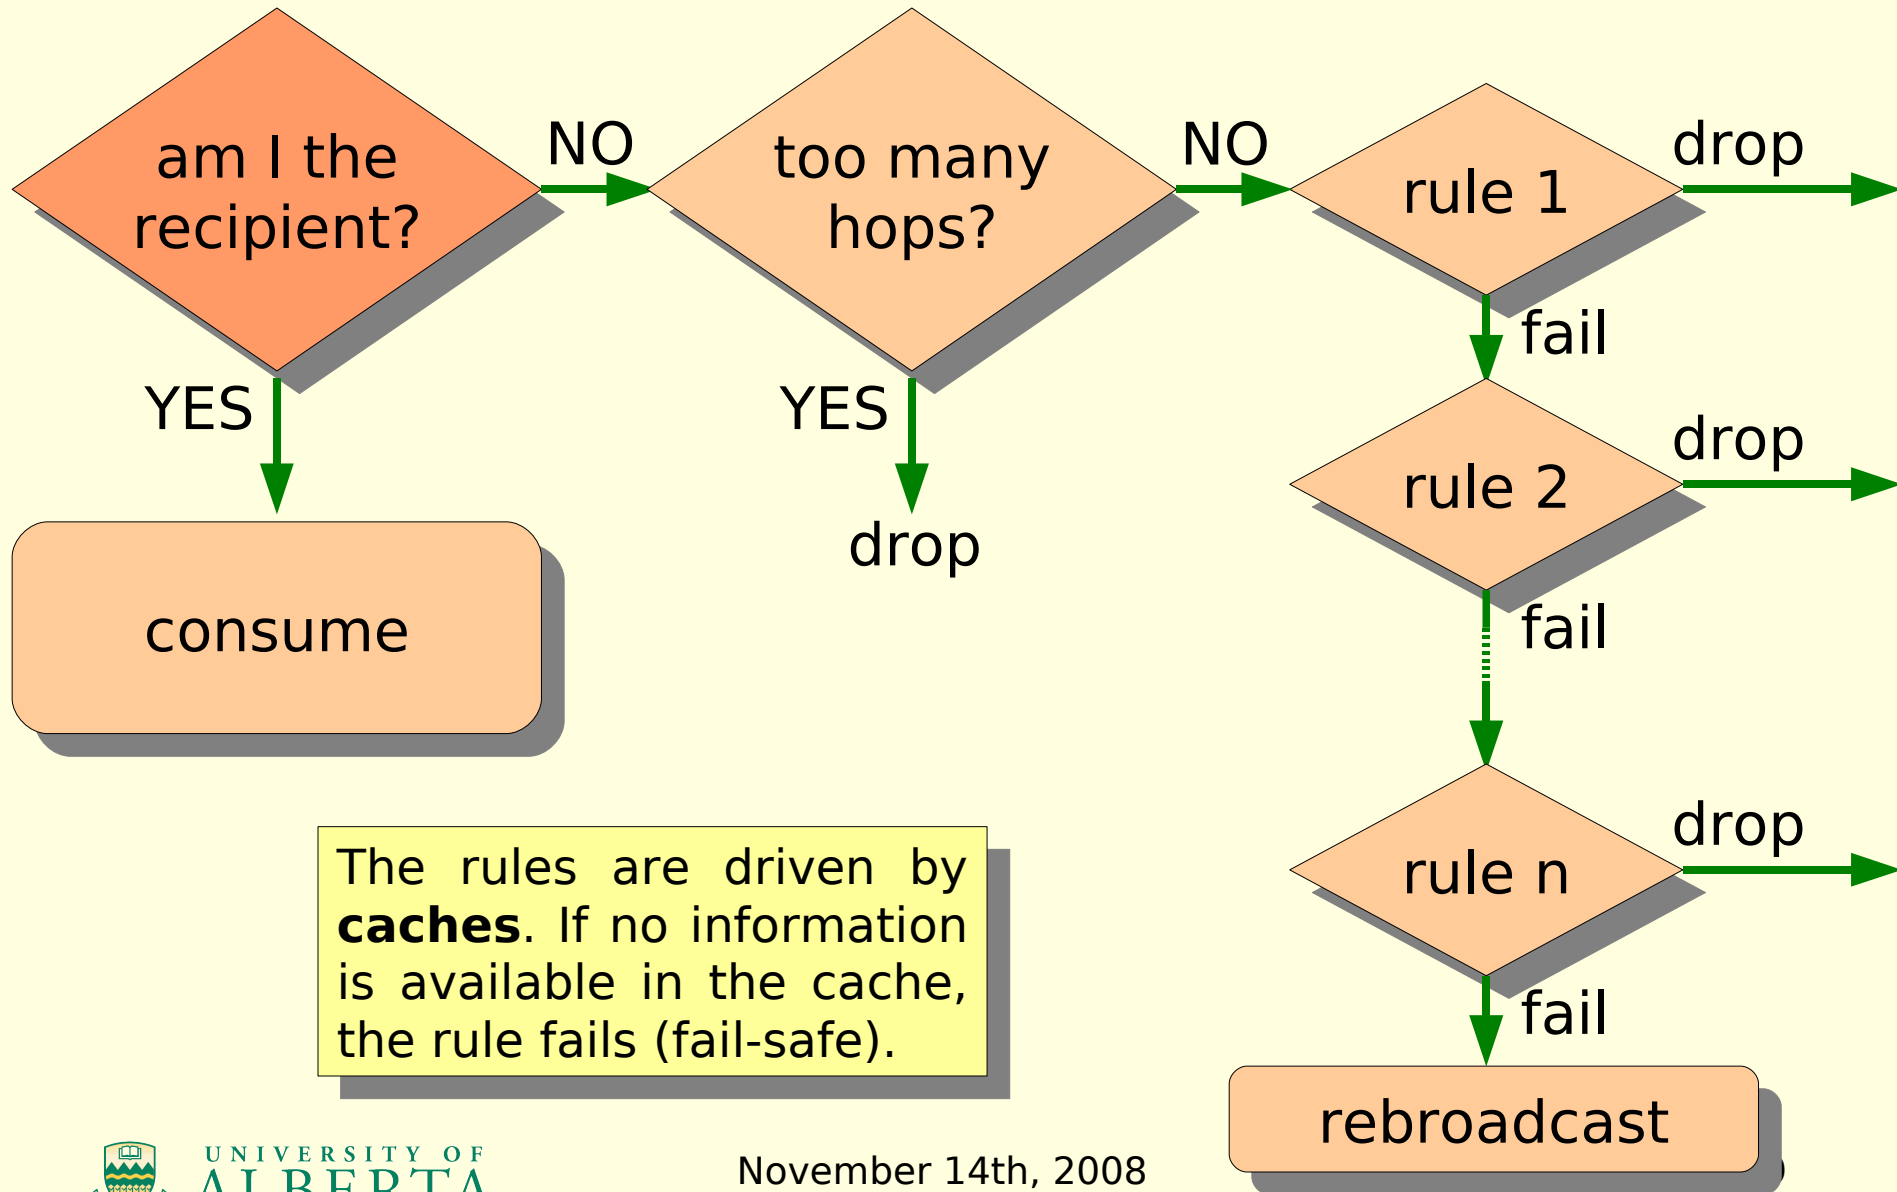 am I the
recipient?
NO
too many
hops?
NO
rule 1
drop
fail
YES
YES
rule 2
drop
consume
drop
fail
rule n
drop
The rules are driven by
caches. If no information
is available in the cache,
the rule fails (fail-safe).
fail
rebroadcast
UNIVERSITY OF
ALBERTA
November 14th, 2008